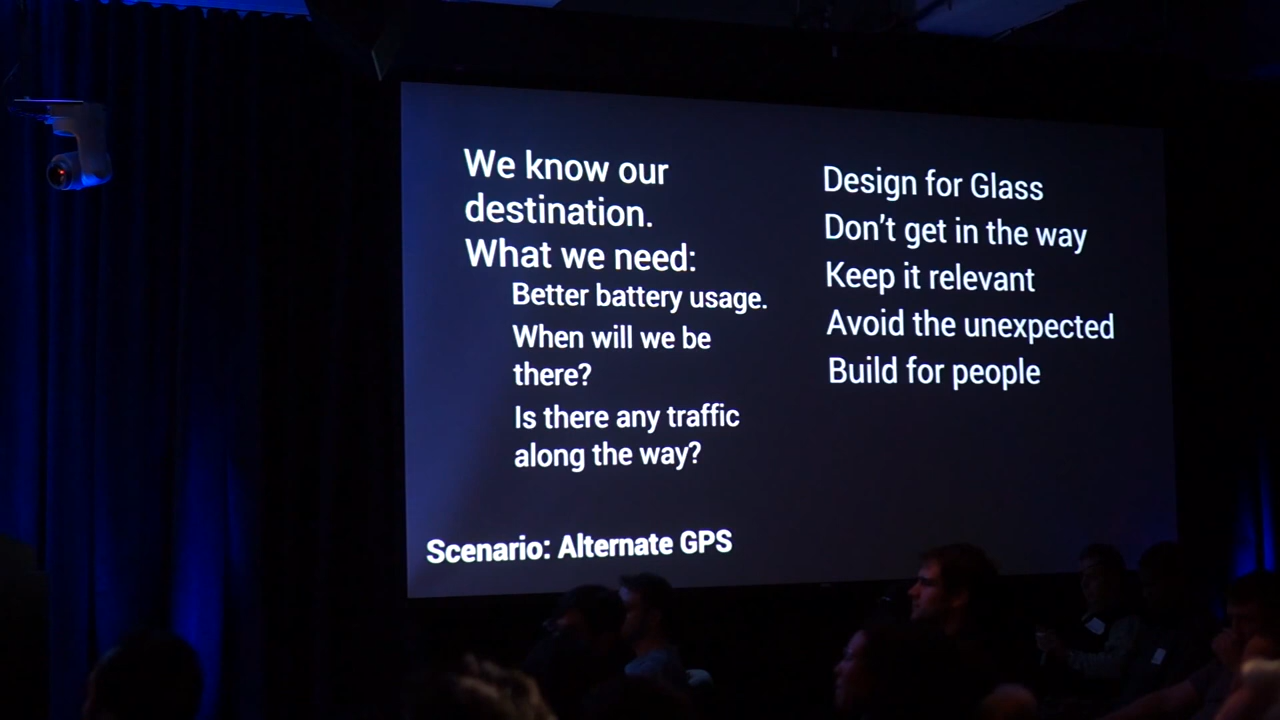 We know our
destination.
What we need:
Better battery usage.
When will we be
there?
Is there any traffic
along the way?
Scenario: Alternate GPS
Design for Glass
Don't get in the way
Keep it relevant
Avoid the unexpected
Build for people